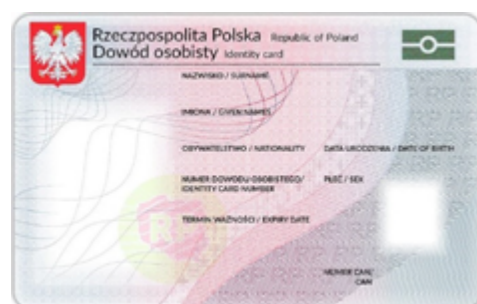 Rzeczpospolita Polska Republic of Poland
Dowód osobisty Identity card
NAZWISKO / SURNAME
IMIONA / GIVEN NAMES
OBYWATELSTWO / NATIONALITY DATA URODZENIA / DATE OF BIRTH
NUMER DOWODU OSOBISTEGO/ PŁEĆ / SEX
IDENTITY CARD NUMBER
TERMIN WAŻNOŚCI / EXPIRY DATE
NUMER CAN/
CAN